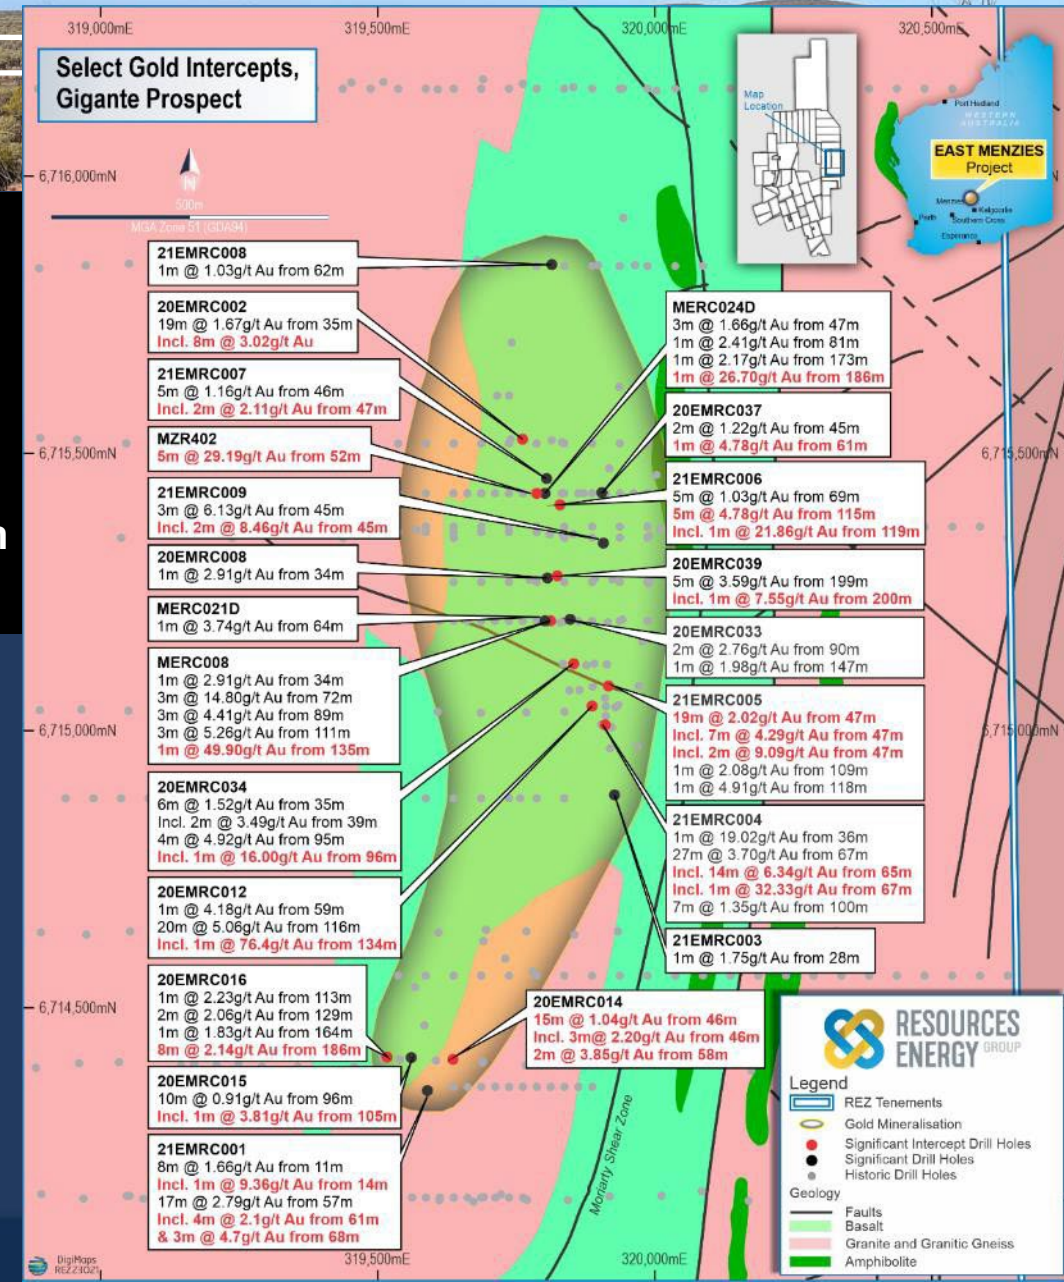 319,000mE
319,500mE
320,000mE
320,500mE
Select Gold Intercepts,
Gigante Prospect
Map
Location
Port Hedland
WESTERN
AUSTRALIA
EAST MENZIES
Project
Menzies
Kalgoorlie
Perth
Southern Cross
Esperance
6,716,000mN
N
N
500m
MGA Zone 51 (GDA94)
21EMRC008
1m @ 1.03g/t Au from 62m
20EMRC002
19m @ 1.67g/t Au from 35m
Incl. 8m @ 3.02g/t Au
21EMRC007
5m @ 1.16g/t Au from 46m
Incl. 2m @ 2.11g/t Au from 47m
MZR402
5m @ 29.19g/t Au from 52m
21EMRC009
3m @ 6.13g/t Au from 45m
Incl. 2m @ 8.46g/t Au from 45m
20EMRC008
1m @ 2.91g/t Au from 34m
MERC021D
1m @ 3.74g/t Au from 64m
MERC008
1m @ 2.91g/t Au from 34m
3m @ 14.80g/t Au from 72m
3m @ 4.41g/t Au from 89m
3m @ 5.26g/t Au from 111m
1m @ 49.90g/t Au from 135m
20EMRC034
6m @ 1.52g/t Au from 35m
Incl. 2m @ 3.49g/t Au from 39m
4m @ 4.92g/t Au from 95m
Incl. 1m @ 16.00g/t Au from 96m
20EMRC012
1m @ 4.18g/t Au from 59m
20m @ 5.06g/t Au from 116m
Incl. 1m @ 76.4g/t Au from 134m
20EMRC016
1m @ 2.23g/t Au from 113m
2m @ 2.06g/t Au from 129m
1m @ 1.83g/t Au from 164m
8m @ 2.14g/t Au from 186m
20EMRC015
10m @ 0.91g/t Au from 96m
Incl. 1m @ 3.81g/t Au from 105m
21EMRC001
8m @ 1.66g/t Au from 11m
Incl. 1m @ 9.36g/t Au from 14m
17m @ 2.79g/t Au from 57m
Incl. 4m @ 2.1g/t Au from 61m
& 3m @ 4.7g/t Au from 68m
MERC024D
3m @ 1.66g/t Au from 47m
1m @ 2.41g/t Au from 81m
1m @ 2.17g/t Au from 173m
1m @ 26.70g/t Au from 186m
20EMRC037
2m @ 1.22g/t Au from 45m
1m @ 4.78g/t Au from 61m
21EMRC006
5m @ 1.03g/t Au from 69m
5m @ 4.78g/t Au from 115m
Incl. 1m @ 21.86g/t Au from 119m
20EMRC039
5m @ 3.59g/t Au from 199m
Incl. 1m @ 7.55g/t Au from 200m
20EMRC033
2m @ 2.76g/t Au from 90m
1m @ 1.98g/t Au from 147m
21EMRC005
19m @ 2.02g/t Au from 47m
Incl. 7m @ 4.29g/t Au from 47m
Incl. 2m @ 9.09g/t Au from 47m
1m @ 2.08g/t Au from 109m
1m @ 4.91g/t Au from 118m
21EMRC004
1m @ 19.02g/t Au from 36m
27m @ 3.70g/t Au from 67m
Incl. 14m @ 6.34g/t Au from 65m
Incl. 1m @ 32.33g/t Au from 67m
7m @ 1.35g/t Au from 100m
21EMRC003
1m @ 1.75g/t Au from 28m
20EMRC014
15m @ 1.04g/t Au from 46m
Incl. 3m@ 2.20g/t Au from 46m
2m @ 3.85g/t Au from 58m
6,715,500mN
6,715,500mN
n
6,715,000mN
6,715,000mN
6,714,500mN
Moriarty Shear Zone
RESOURCES
ENERGY GROUP
Legend
REZ Tenements
Gold Mineralisation
Significant Intercept Drill Holes
Significant Drill Holes
Historic Drill Holes
Geology
Faults
Basalt
Granite and Granitic Gneiss
Amphibolite
DigiMaps
319,500mE
320,000mE